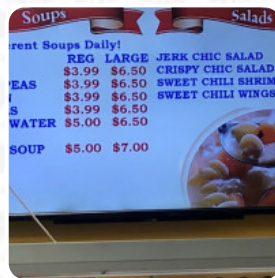 Soups
Salads
erent Soups Daily!
REG LARGE
$3.99 $6.50
PEAS $3.99 $6.50
N $3.99 $6.50
S $3.99 $6.50
WATER $5.00 $6.50
SOUP $5.00 $7.00
JERK CHIC SALAD
CRISPY CHIC SALAD
SWEET CHILI SHRIM
SWEET CHILI WINGS